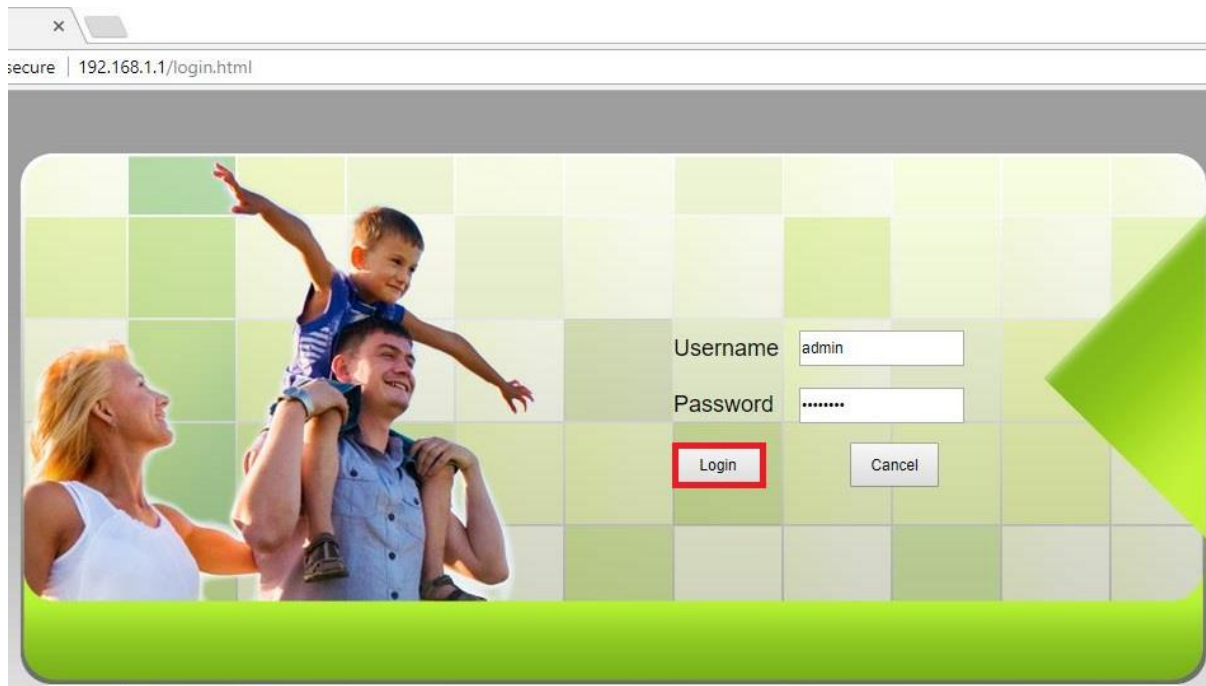 secure | 192.168.1.1/login.html
Username admin
Password ••••••••
Login Cancel